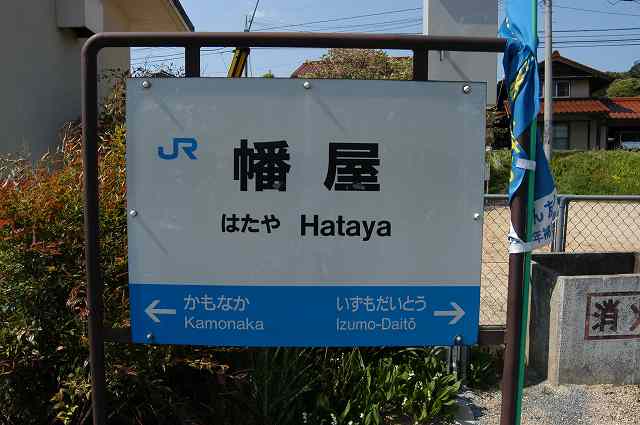 JR
幡屋
はたや Hataya
← かもなか いずもだいとう →
Kamonaka Izumo-Daitō
消